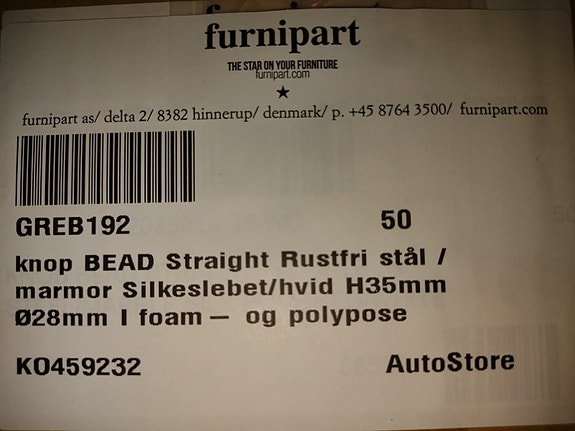 furnipart
THE STAR ON YOUR FURNITURE
furnipart.com
★
furnipart as/ delta 2/ 8382 hinnerup/ denmark/ p. +45 8764 3500/ furnipart.com
GREB192 50
knop BEAD Straight Rustfri stål /
marmor Silkeslebet/hvid H35mm
Ø28mm I foam – og polypose
KO459232 AutoStore